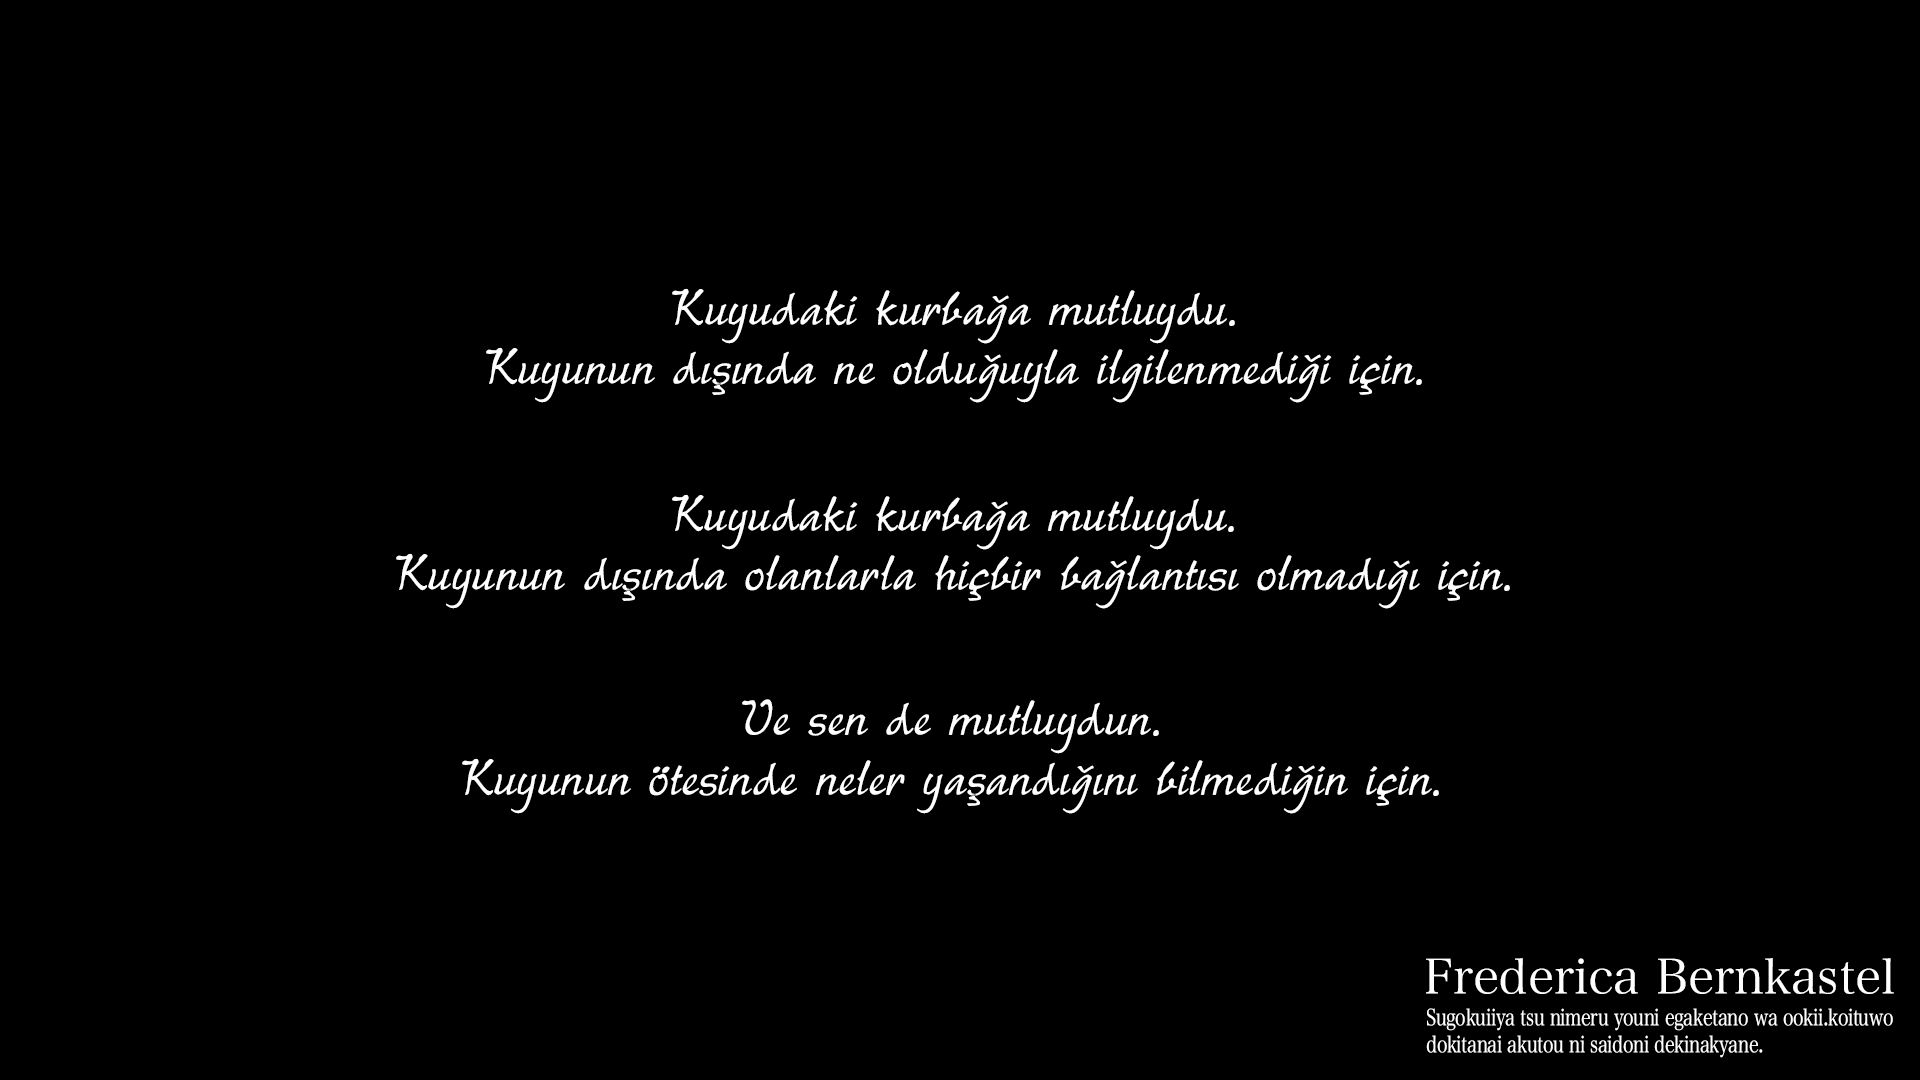 Kuyudaki kurbağa mutluydu.
Kuyunun dışında ne olduğuyla ilgilenmediği için.
Kuyudaki kurbağa mutluydu.
Kuyunun dışında olanlarla hiçbir bağlantısı olmadığı için.
Ve sen de mutluydun.
Kuyunun ötesinde neler yaşandığını bilmediğin için.
Frederica Bernkastel
Sugokuiiya tsu nimeru youni egaketano wa ookii.koituwo
dokitanai akutou ni saidoni dekinakyane.